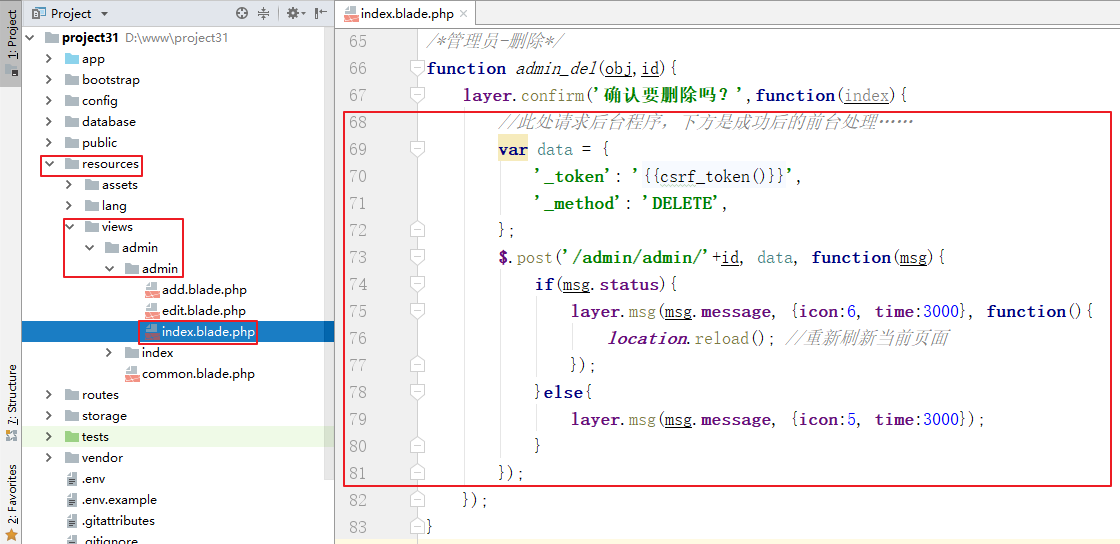 Project
index.blade.php
1: Project
7: Structure
2: Favorites
project31 D:\www\project31
app
bootstrap
config
database
public
resources
assets
lang
views
admin
admin
add.blade.php
edit.blade.php
index.blade.php
index
common.blade.php
routes
storage
tests
vendor
.env
.env.example
.gitattributes
.gitignore
65 /*管理员-删除*/
66 function admin_del(obj,id){
67 layer.confirm('确认要删除吗？',function(index){
68 //此处请求后台程序，下方是成功后的前台处理……
69 var data = {
70 '_token': '{{csrf_token()}}',
71 '_method': 'DELETE',
72 };
73 $.post('/admin/admin/'+id, data, function(msg){
74 if(msg.status){
75 layer.msg(msg.message, {icon:6, time:3000}, function(){
76 location.reload(); //重新刷新当前页面
77 });
78 }else{
79 layer.msg(msg.message, {icon:5, time:3000});
80 }
81 });
82 });
83 }